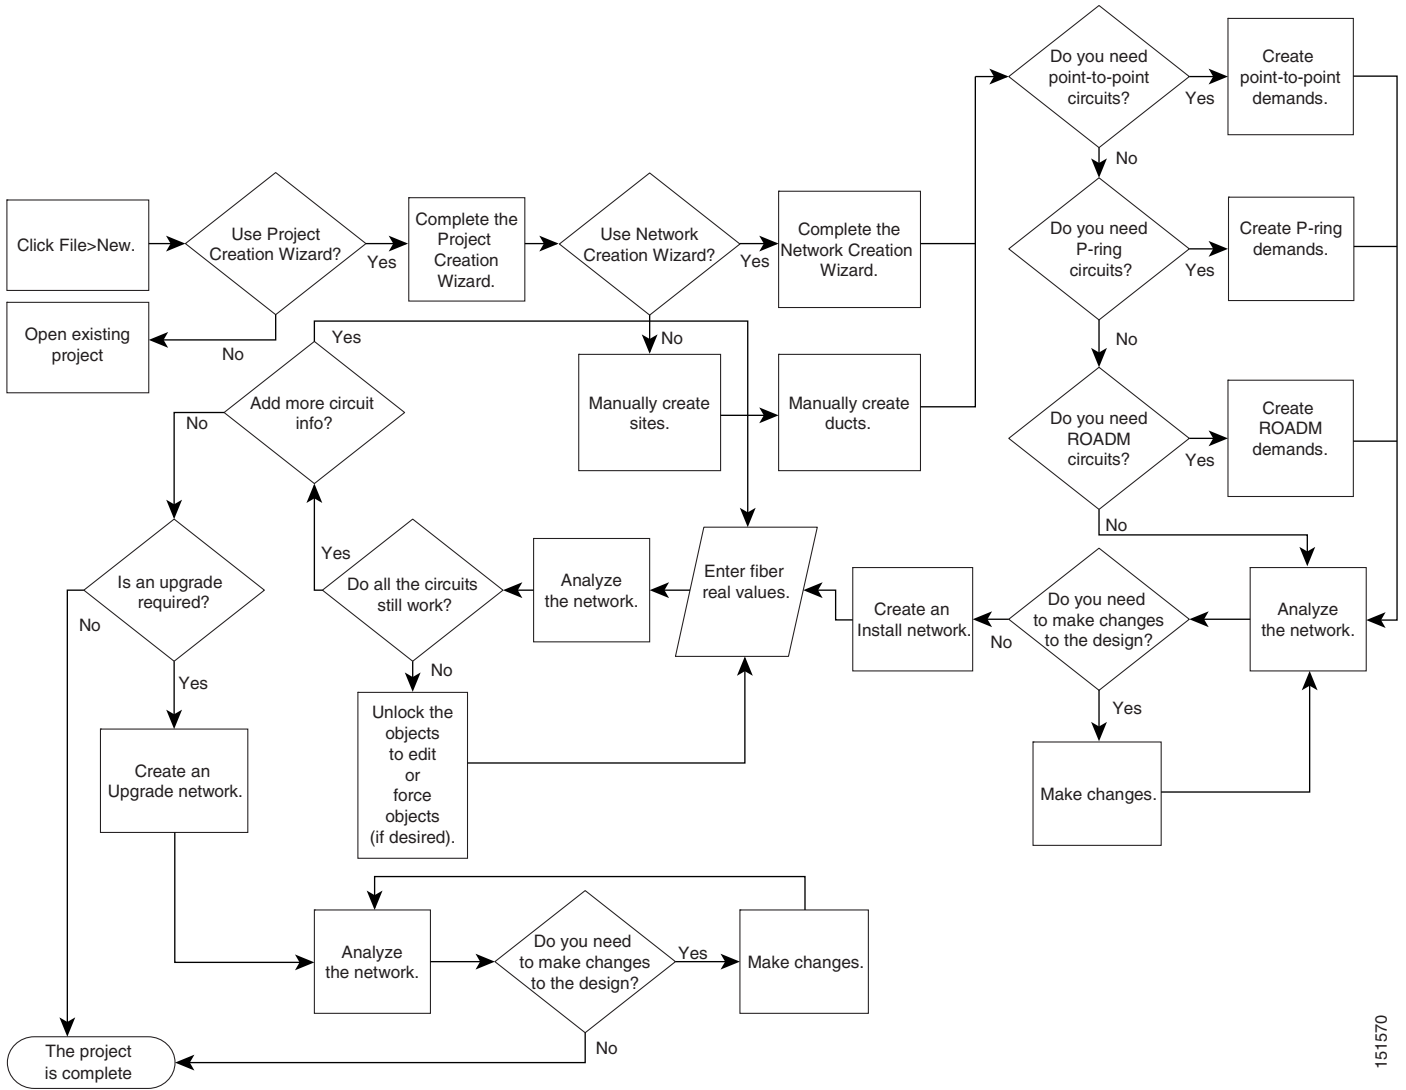 Do you need
point-to-point
circuits?
Yes
Create
point-to-point
demands.
No
Click File>New.
Use Project
Creation Wizard?
Yes
Complete the
Project
Creation
Wizard.
Use Network
Creation Wizard?
Yes
Complete the
Network Creation
Wizard.
Do you need
P-ring
circuits?
Yes
Create P-ring
demands.
Open existing
project
No
Yes
No
No
Add more circuit
info?
No
Manually create
sites.
Manually create
ducts.
Do you need
ROADM
circuits?
Yes
Create
ROADM
demands.
No
Is an upgrade
required?
No
Yes
Yes
Do all the circuits
still work?
No
Analyze
the network.
Enter fiber
real values.
Create an
Install network.
No
Do you need
to make changes
to the design?
Yes
Analyze
the network.
Unlock the
objects
to edit
or
force
objects
(if desired).
Create an
Upgrade network.
Make changes.
Analyze
the network.
Do you need
to make changes
to the design?
Yes
Make changes.
No
The project
is complete
151570